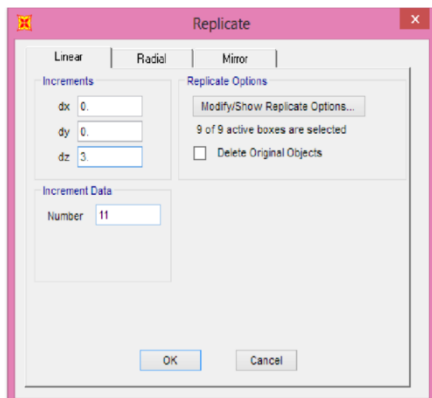 Replicate
x
Linear
Radial
Mirror
Increments
dx 0.
dy 0.
dz 3.
Increment Data
Number 11
Replicate Options
Modify/Show Replicate Options...
9 of 9 active boxes are selected
Delete Original Objects
OK
Cancel